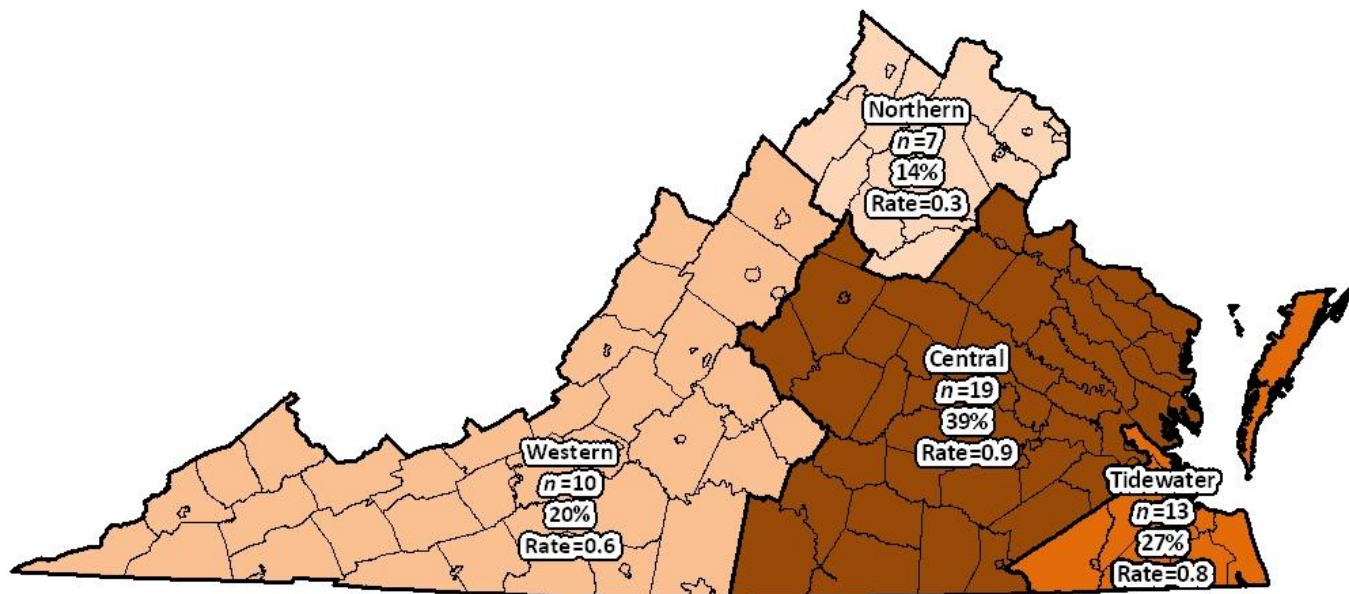 Northern
n=7
14%
Rate=0.3
Central
n=19
39%
Rate=0.9
Western
n=10
20%
Rate=0.6
Tidewater
n=13
27%
Rate=0.8